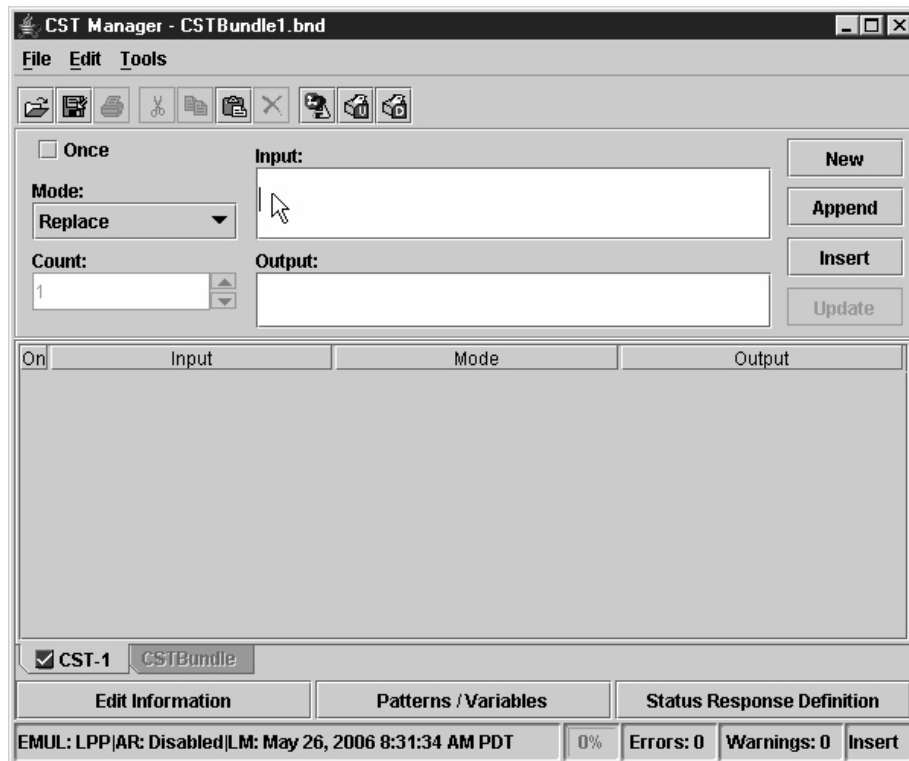 CST Manager - CSTBundle1.bnd
File Edit Tools
Once
Input:
New
Mode:
Replace
Append
Count:
Output:
Insert
1
Update
On Input Mode Output
CST-1 CSTBundle
Edit Information Patterns / Variables Status Response Definition
EMUL: LPP|AR: Disabled|LM: May 26, 2006 8:31:34 AM PDT 0% Errors: 0 Warnings: 0 Insert